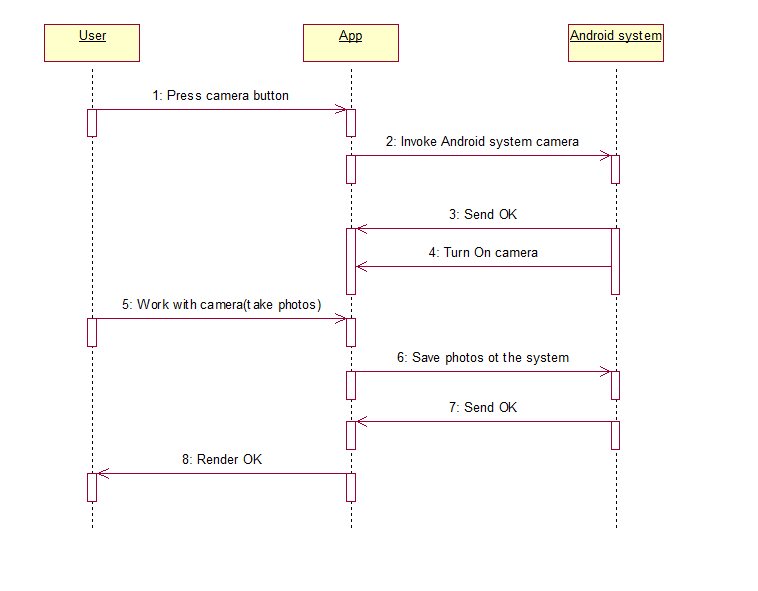 User
App
Android system
1: Press camera button
2: Invoke Android system camera
3: Send OK
4: Turn On camera
5: Work with camera(take photos)
6: Save photos ot the system
7: Send OK
8: Render OK